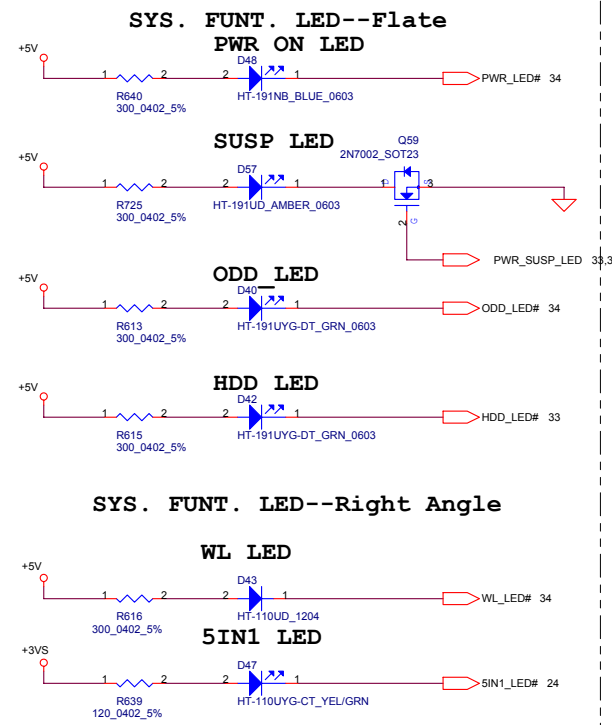 SYS. FUNT. LED--Flate
PWR ON LED
+5V
D48
1 2 2 1
PWR_LED# 34
R640
300_0402_5%
HT-191NB_BLUE_0603
SUSP LED
Q59
2N7002_SOT23
+5V
D57
1 2 2 1 1 D S 3
R725
300_0402_5%
HT-191UD_AMBER_0603
2 G
PWR_SUSP_LED 33,3
ODD_LED
+5V
D40
1 2 2 1
ODD_LED# 34
R613
300_0402_5%
HT-191UYG-DT_GRN_0603
HDD LED
+5V
D42
1 2 2 1
HDD_LED# 33
R615
300_0402_5%
HT-191UYG-DT_GRN_0603
SYS. FUNT. LED--Right Angle
WL LED
+5V
D43
1 2 2 1
WL_LED# 34
R616
300_0402_5%
HT-110UD_1204
5IN1 LED
+3VS
D47
1 2 2 1
5IN1_LED# 24
R639
120_0402_5%
HT-110UYG-CT_YEL/GRN